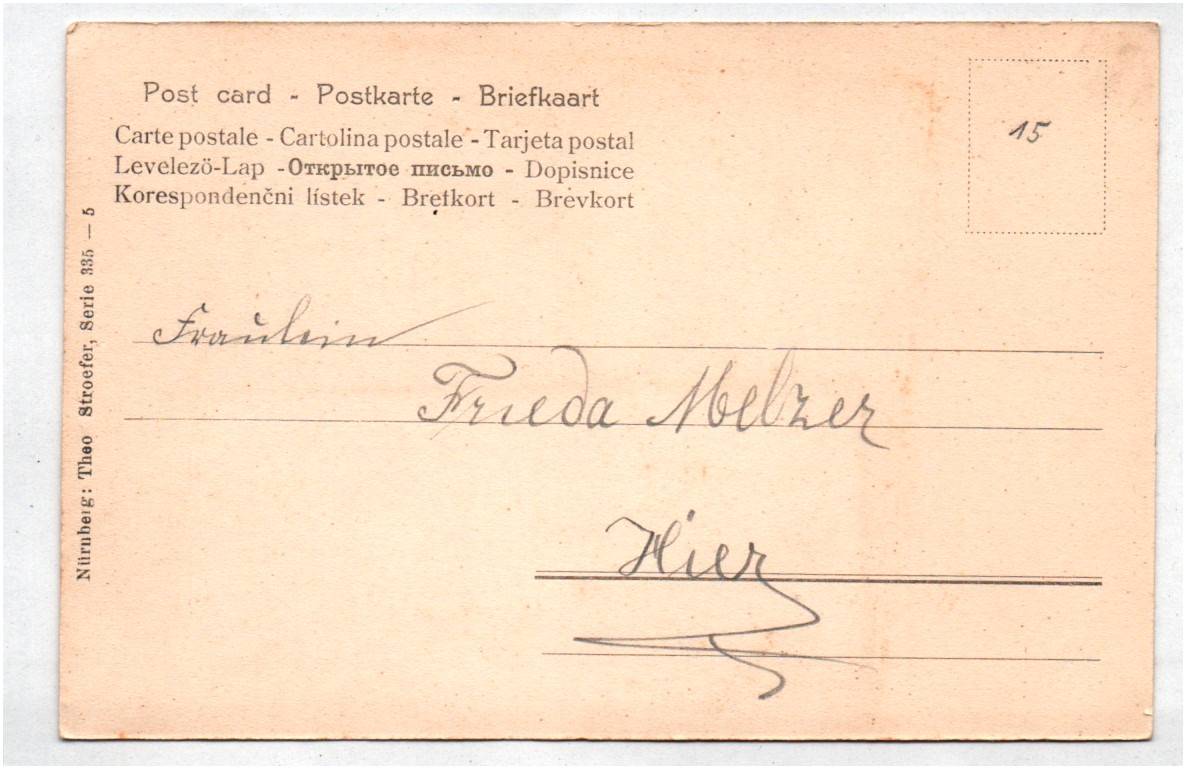 Post card - Postkarte - Briefkaart
Carte postale - Cartolina postale - Tarjeta postal
Levelezö-Lap - Открытое письмо - Dopisnice
Korespondenčni lístek - Brefkort - Brevkort
15
Nürnberg: Theo Stroefer, Serie 335 — 5
Fräulein
Frieda Melzer
Hier